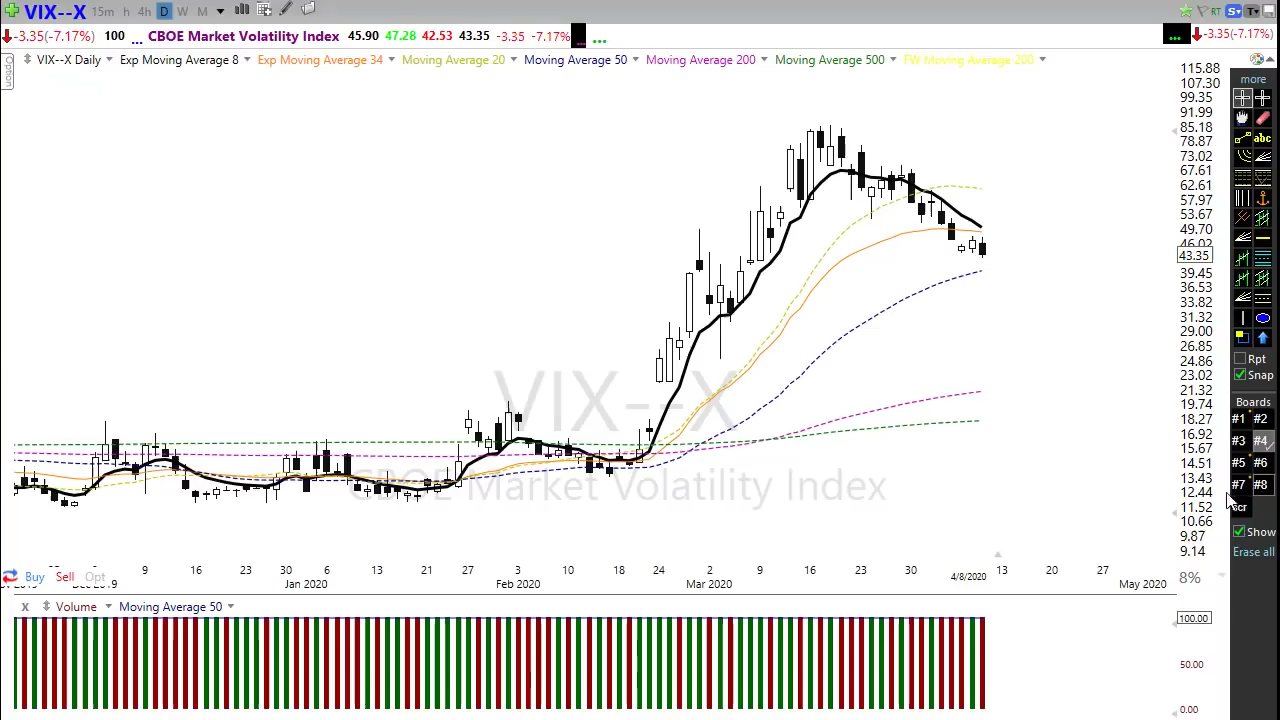 VIX--X 15m h 4h D W M RT S T
-3.35(-7.17%) 100 ... CBOE Market Volatility Index 45.90 47.28 42.53 43.35 -3.35 -7.17% ... ... ... -3.35(-7.17%)
Option
VIX--X Daily Exp Moving Average 8 Exp Moving Average 34 Moving Average 20 Moving Average 50 Moving Average 200 Moving Average 500 FW Moving Average 200
115.88
107.30
99.35
91.99
85.18
78.87
73.02
67.61
62.61
57.97
53.67
49.70
46.02
43.35
39.45
36.53
33.82
31.32
29.00
26.85
24.86
23.02
21.32
19.74
18.27
16.92
15.67
14.51
13.43
12.44
11.52
10.66
9.87
9.14
more
abc
Rpt
Snap
Boards
#1 #2
#3 #4
#5 #6
#7 #8
scr
Show
Erase all
VIX--X
CBOE Market Volatility Index
9 16 23 30 6 13 21 27 3 10 18 24 2 9 16 23 30 4/8/2020 13 20 27
Dec 2019 Jan 2020 Feb 2020 Mar 2020 May 2020
Buy Sell Opt
8%
x Volume Moving Average 50
100.00
50.00
0.00